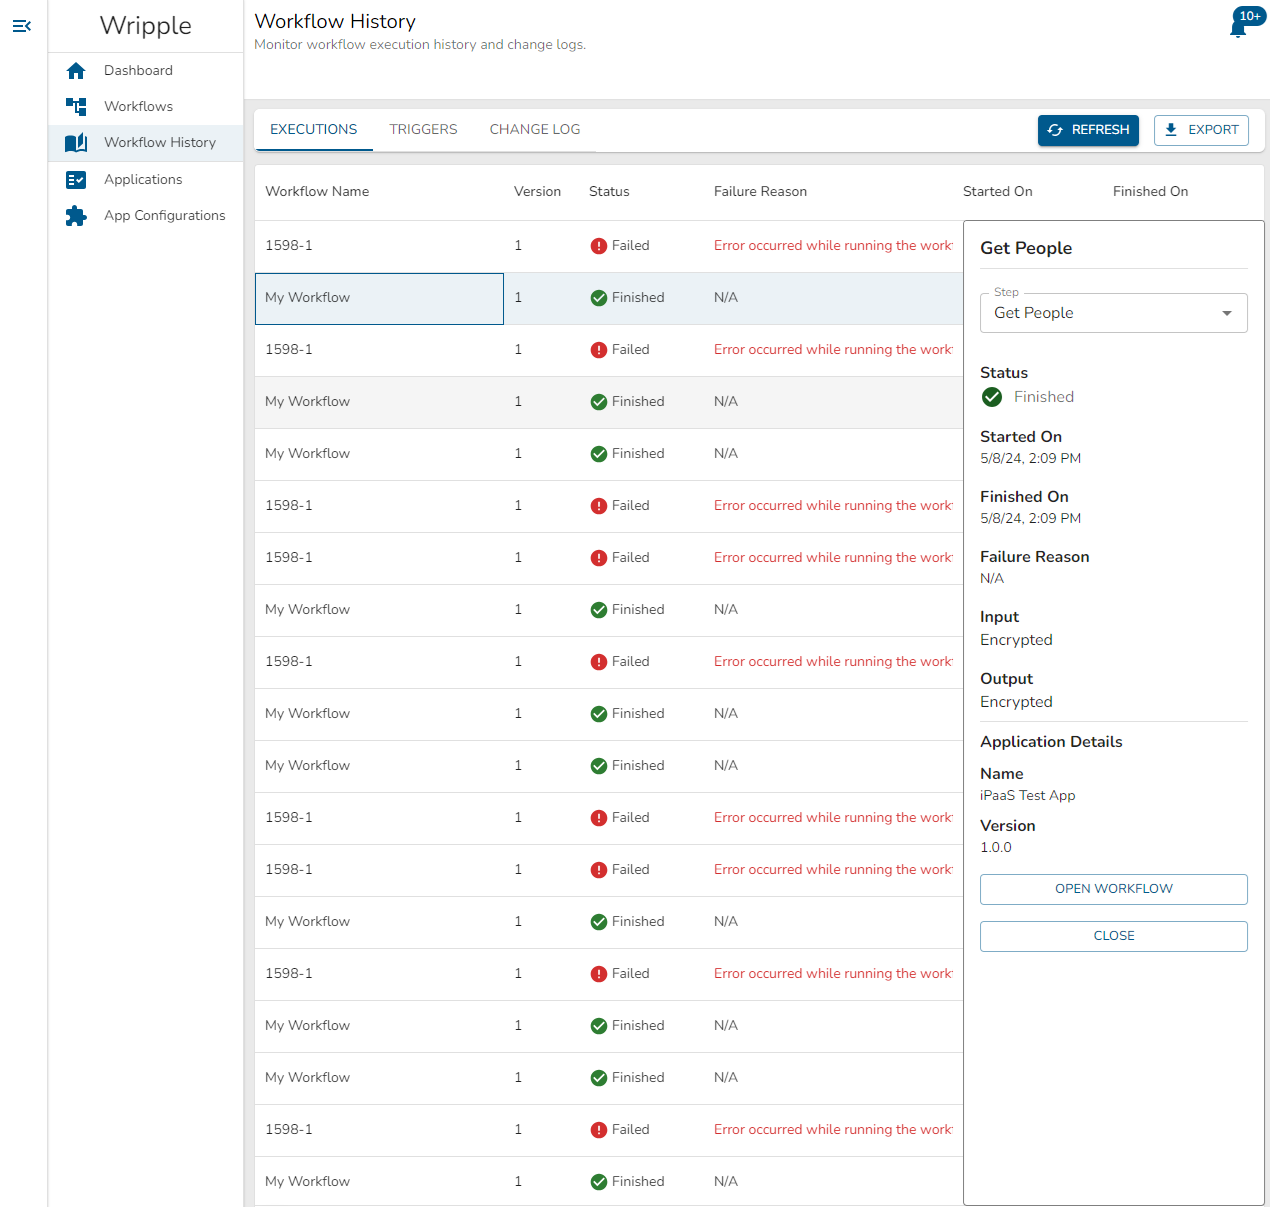 Wripple
Dashboard
Workflows
Workflow History
Applications
App Configurations
Workflow History
Monitor workflow execution history and change logs.
10+
EXECUTIONS TRIGGERS CHANGE LOG
REFRESH EXPORT
Workflow Name Version Status Failure Reason Started On Finished On
1598-1 1 Failed Error occurred while running the
My Workflow 1 Finished N/A
1598-1 1 Failed Error occurred while running the
My Workflow 1 Finished N/A
My Workflow 1 Finished N/A
1598-1 1 Failed Error occurred while running the
1598-1 1 Failed Error occurred while running the
My Workflow 1 Finished N/A
1598-1 1 Failed Error occurred while running the
My Workflow 1 Finished N/A
My Workflow 1 Finished N/A
1598-1 1 Failed Error occurred while running the
1598-1 1 Failed Error occurred while running the
My Workflow 1 Finished N/A
1598-1 1 Failed Error occurred while running the
My Workflow 1 Finished N/A
My Workflow 1 Finished N/A
1598-1 1 Failed Error occurred while running the
My Workflow 1 Finished N/A
Get People
Step
Get People
Status
Finished
Started On
5/8/24, 2:09 PM
Finished On
5/8/24, 2:09 PM
Failure Reason
N/A
Input
Encrypted
Output
Encrypted
Application Details
Name
iPaaS Test App
Version
1.0.0
OPEN WORKFLOW
CLOSE